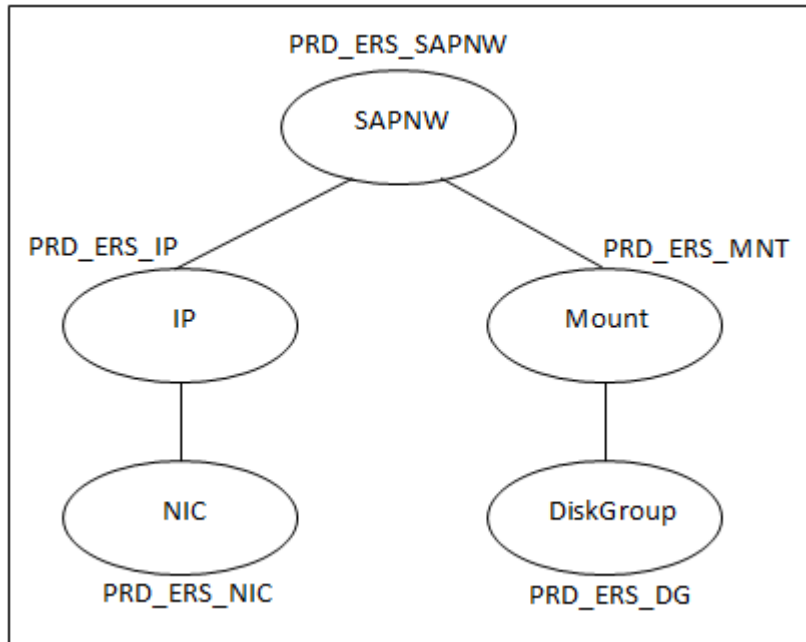 PRD_ERS_SAPNW
SAPNW
PRD_ERS_IP
PRD_ERS_MNT
IP
Mount
NIC
DiskGroup
PRD_ERS_NIC
PRD_ERS_DG